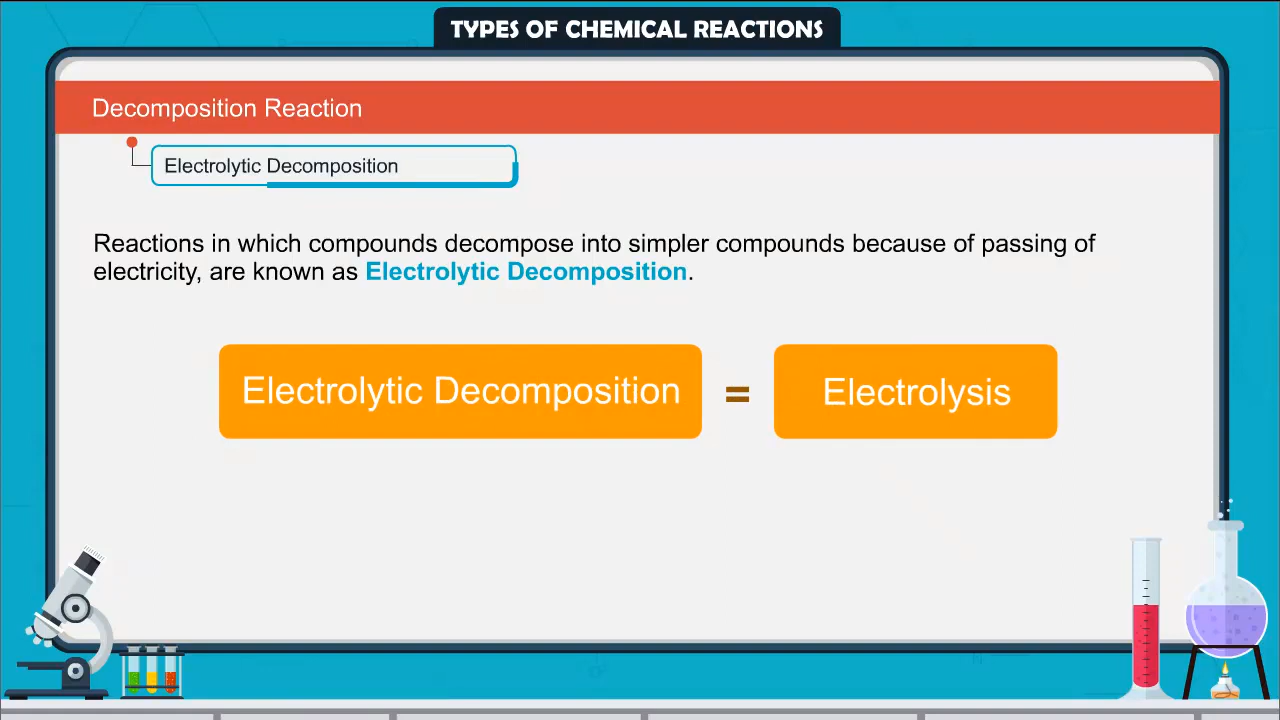 TYPES OF CHEMICAL REACTIONS
Decomposition Reaction
Electrolytic Decomposition
Reactions in which compounds decompose into simpler compounds because of passing of
electricity, are known as Electrolytic Decomposition.
Electrolytic Decomposition = Electrolysis